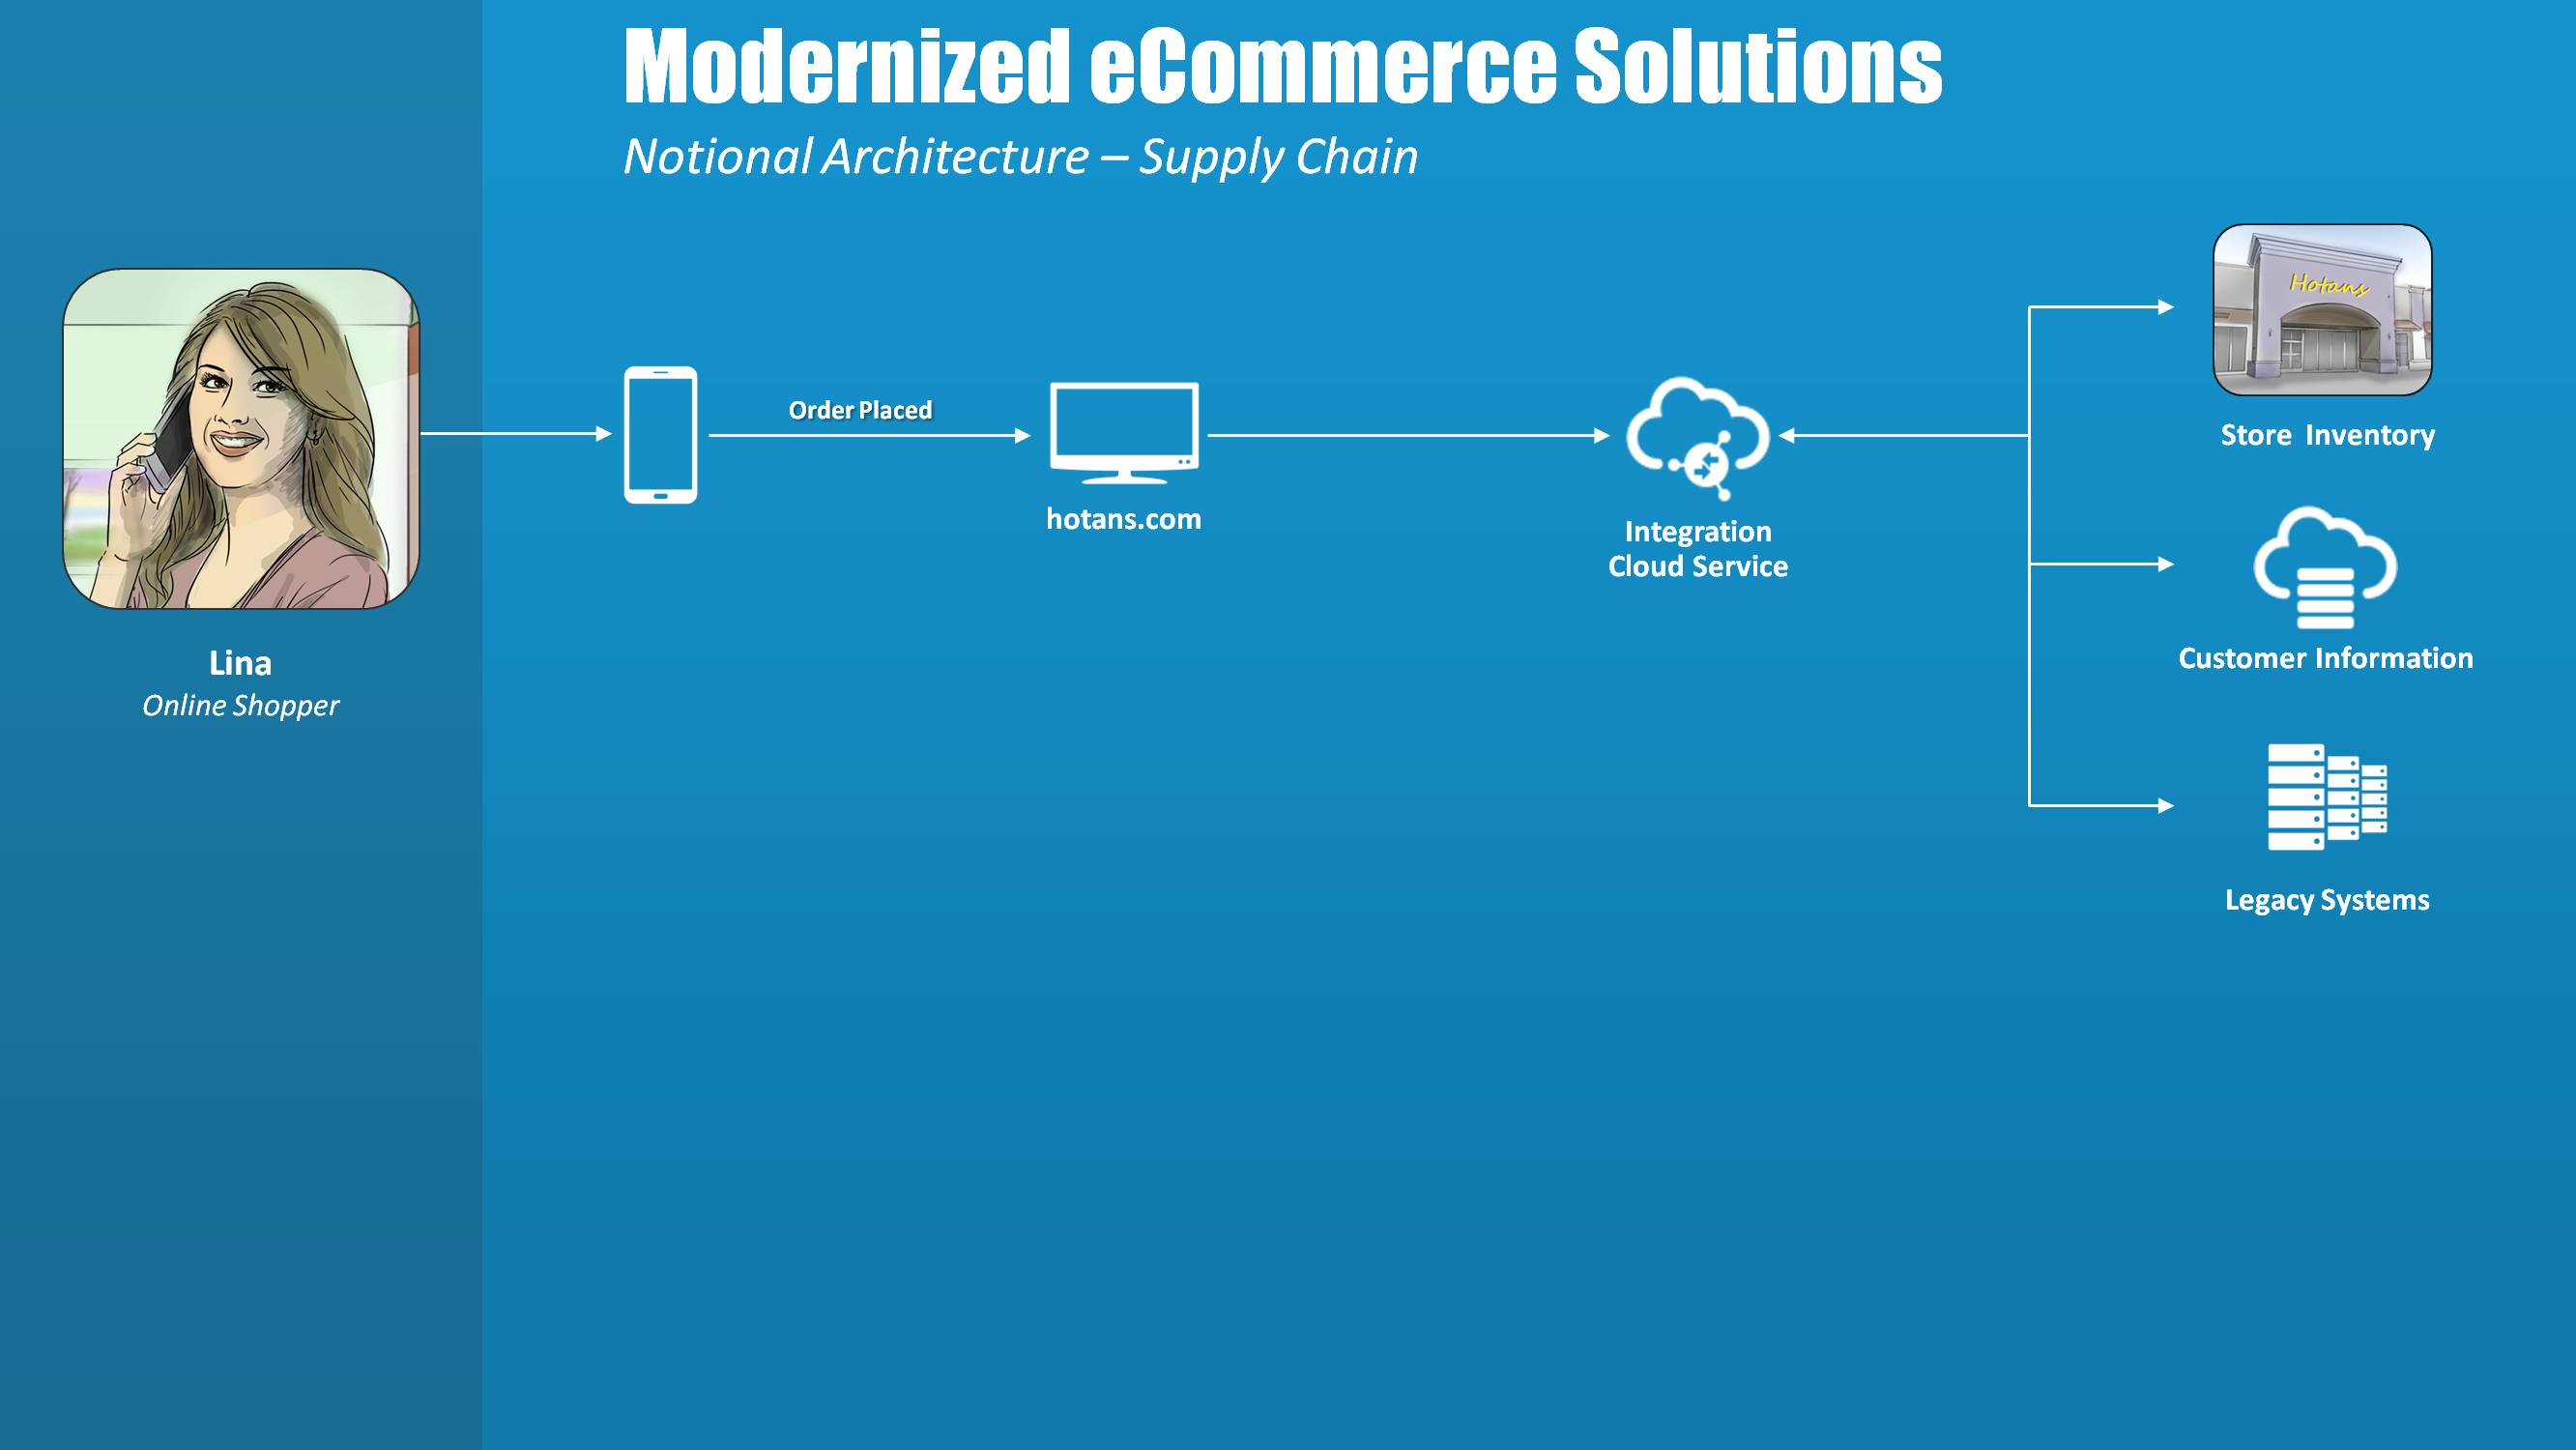 Modernized eCommerce Solutions
Notional Architecture – Supply Chain
Hotans
Order Placed
Store Inventory
hotans.com
Integration
Cloud Service
Lina
Online Shopper
Customer Information
Legacy Systems